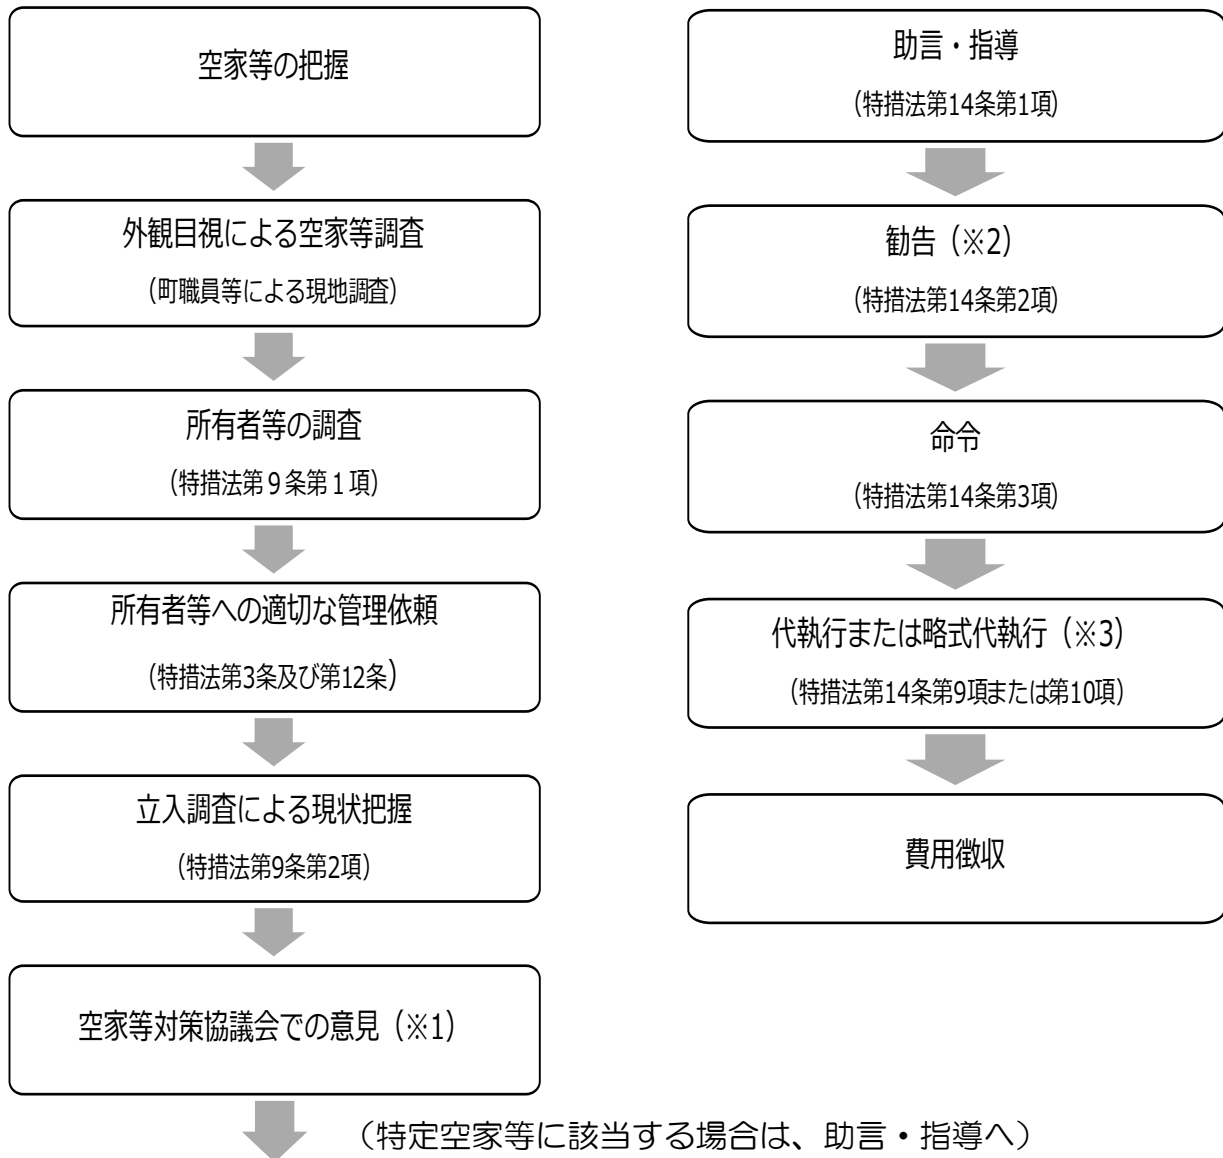 空家等の把握
外観目視による空家等調査
(町職員等による現地調査)
所有者等の調査
(特措法第９条第１項)
所有者等への適切な管理依頼
(特措法第3条及び第12条)
立入調査による現状把握
(特措法第9条第2項)
空家等対策協議会での意見（※1）
（特定空家等に該当する場合は、助言・指導へ）
助言・指導
(特措法第14条第1項)
勧告（※2）
(特措法第14条第2項)
命令
(特措法第14条第3項)
代執行または略式代執行（※3）
(特措法第14条第9項または第10項)
費用徴収